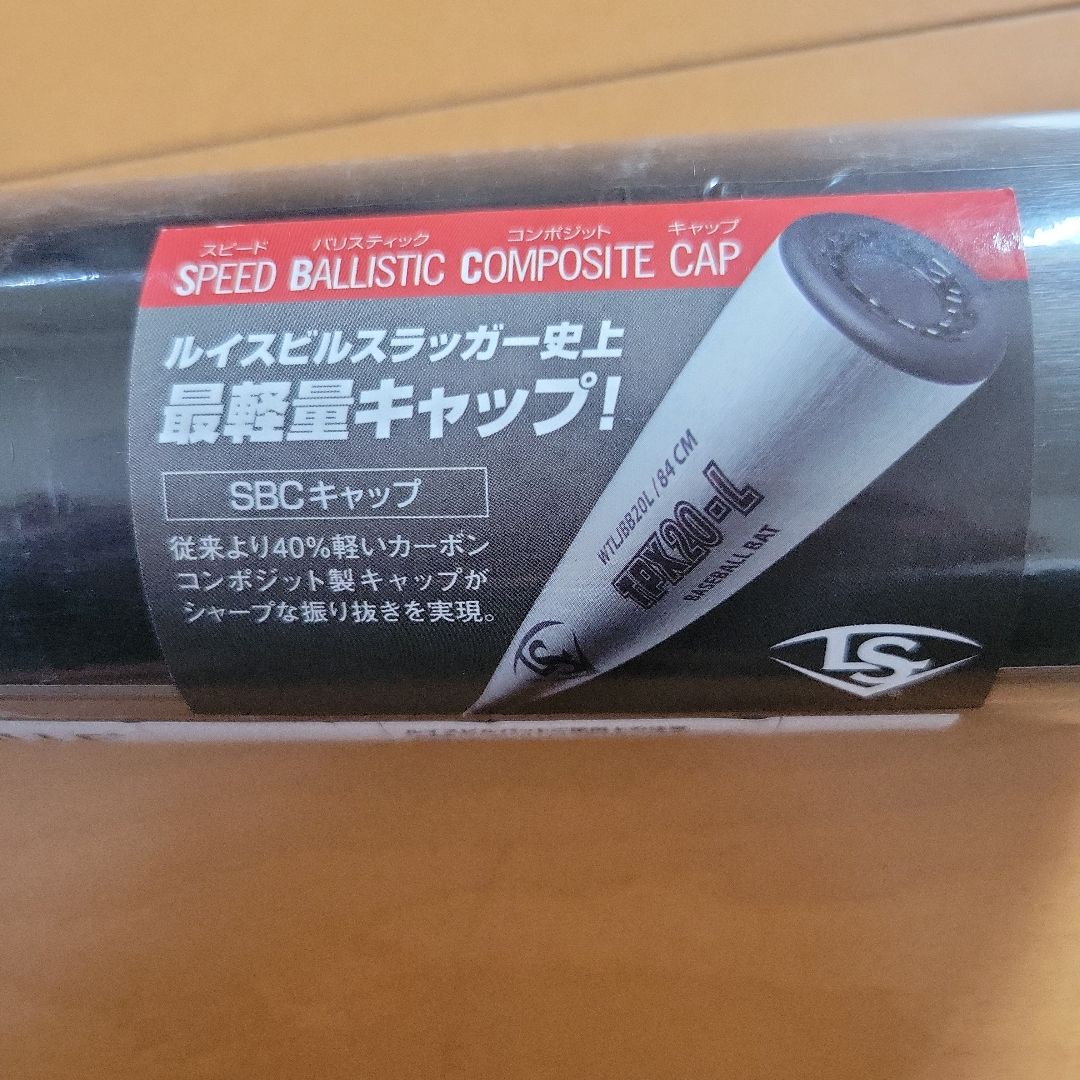 スピード バリスティック コンポジット キャップ
SPEED BALLISTIC COMPOSITE CAP
ルイスビルスラッガー史上
最軽量キャップ!
SBCキャップ
従来より40%軽いカーボン
コンポジット製キャップが
シャープな振り抜きを実現。
WTLJBB20L / 84 CM
TPX20-L
BASEBALL BAT
LS